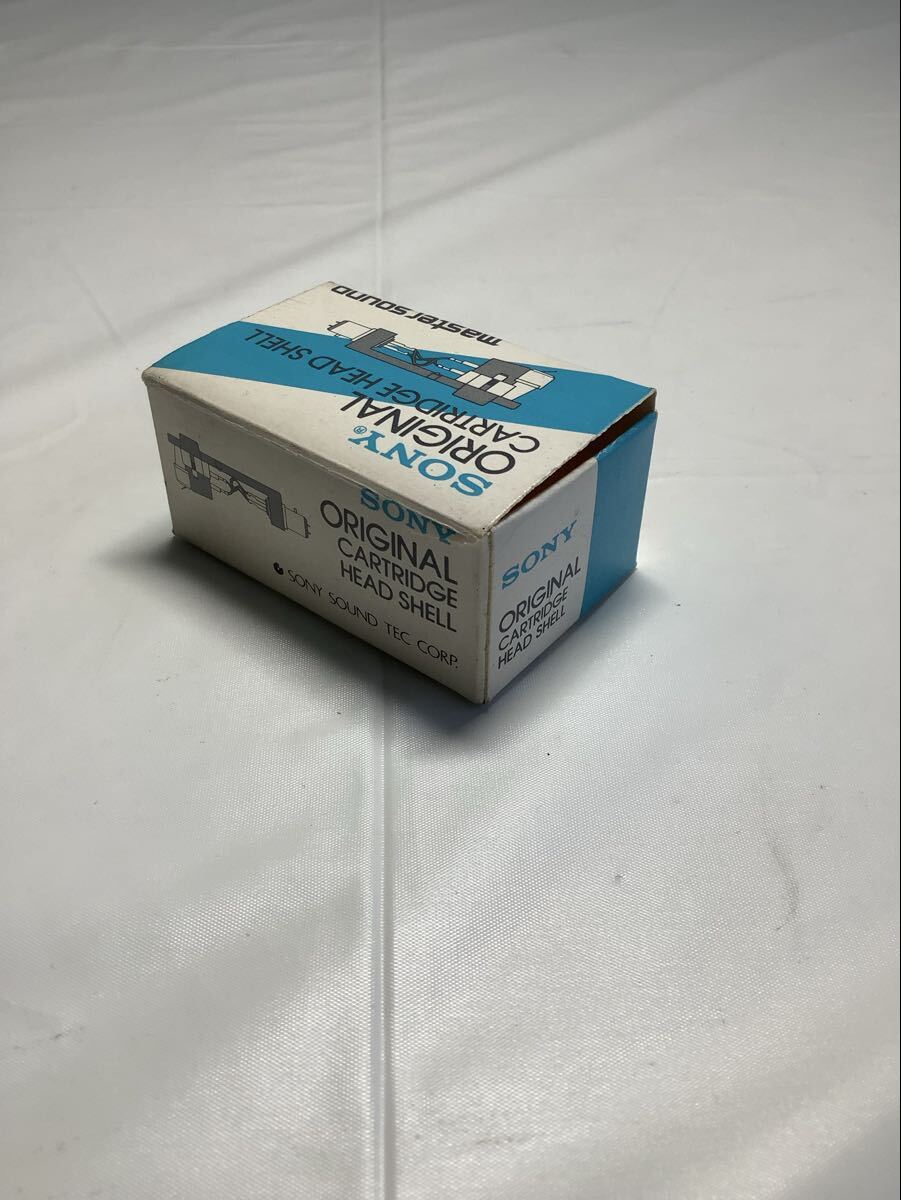 SONY®
ORIGINAL
CARTRIDGE HEAD SHELL
mastersound
SONY
ORIGINAL
CARTRIDGE
HEAD SHELL
SONY SOUND TEC CORP.
SONY
ORIGINAL
CARTRIDGE
HEAD SHELL